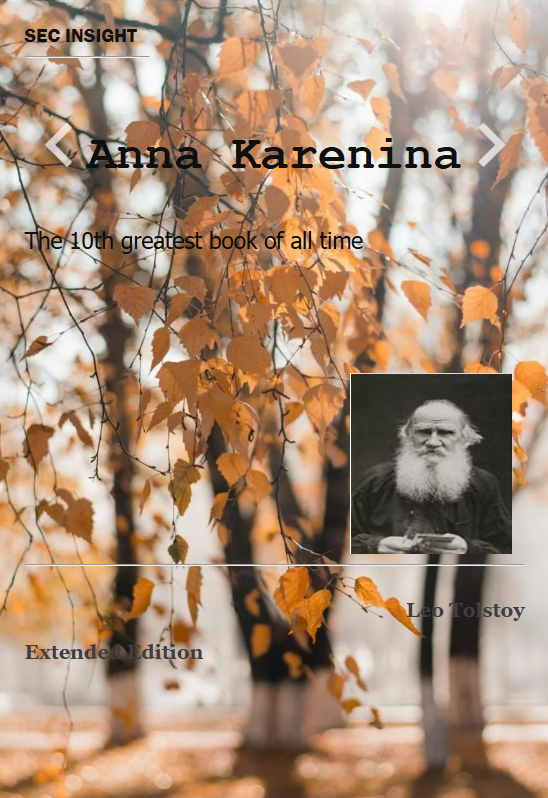 SEC INSIGHT
Anna Karenina
The 10th greatest book of all time
Leo Tolstoy
Extended Edition